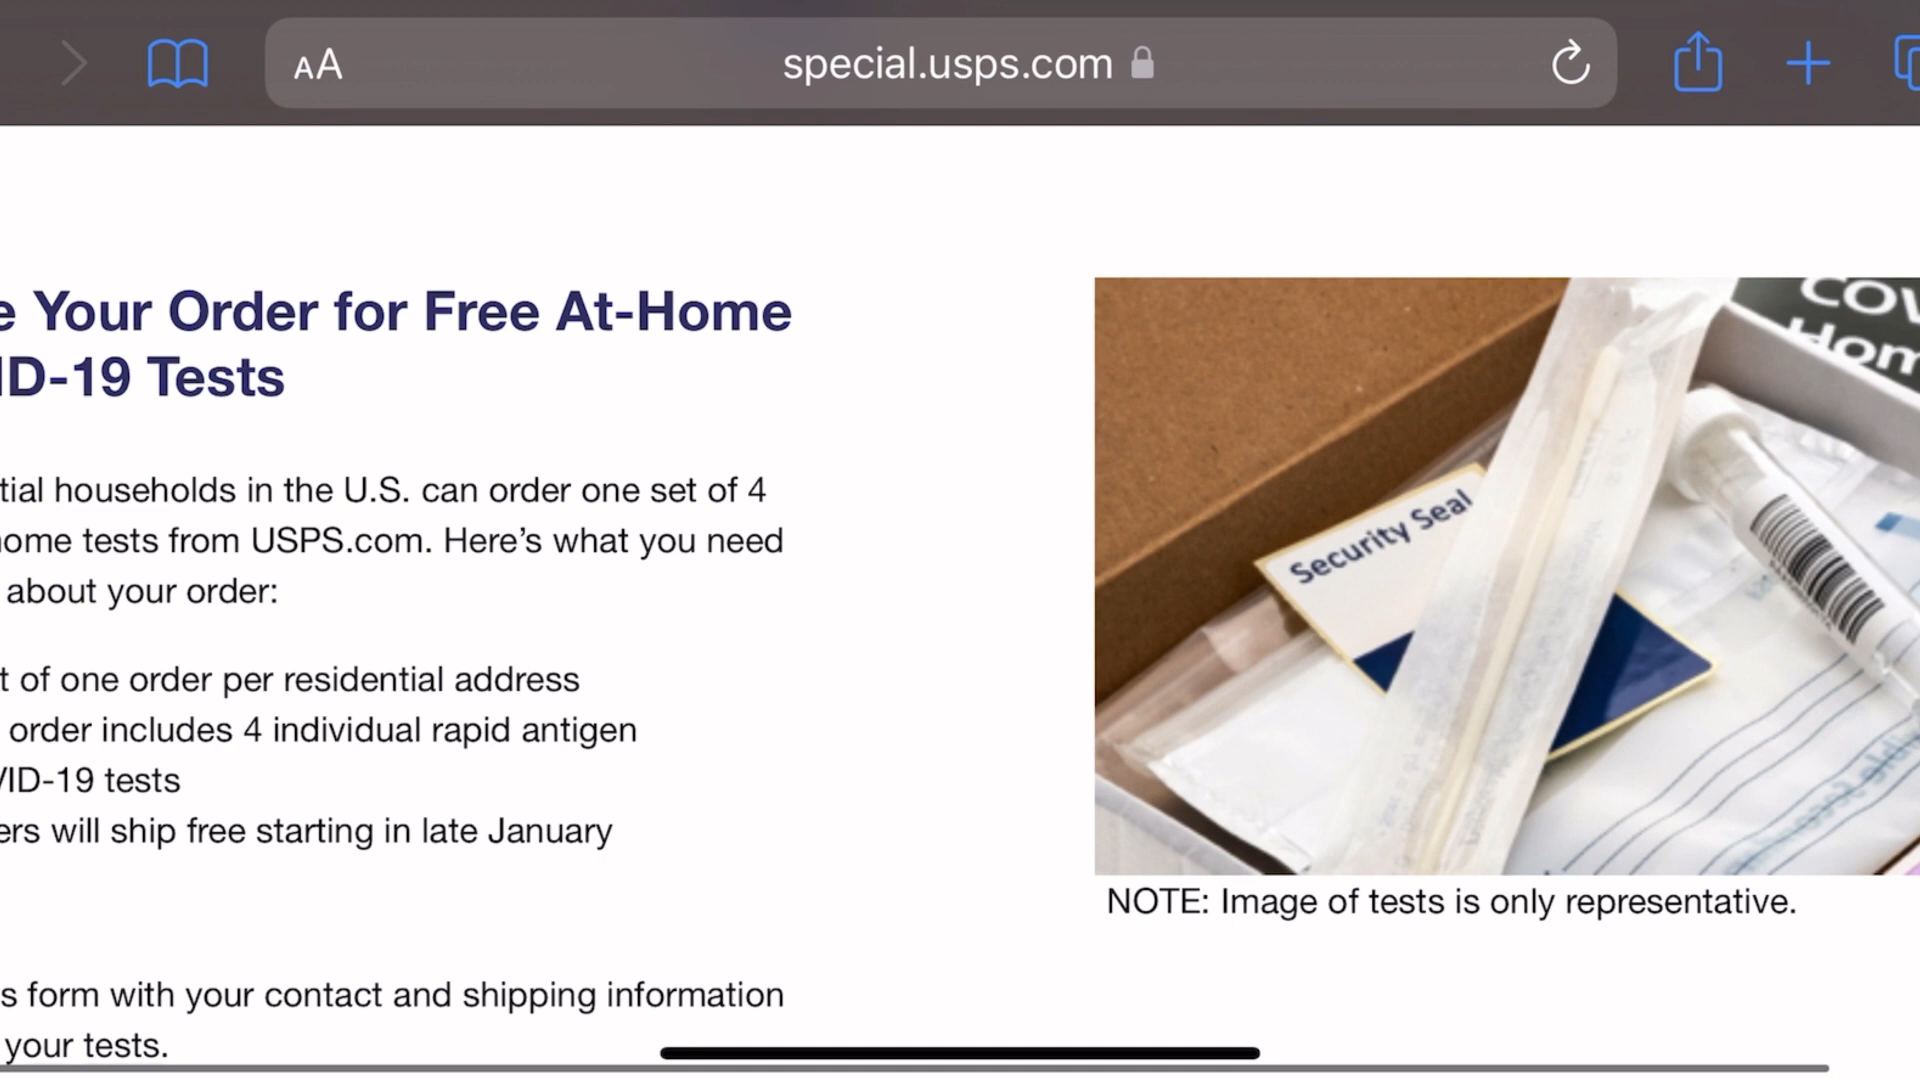 AA
special.usps.com
e Your Order for Free At-Home
ID-19 Tests
tial households in the U.S. can order one set of 4
ome tests from USPS.com. Here’s what you need
about your order:
t of one order per residential address
order includes 4 individual rapid antigen
VID-19 tests
ers will ship free starting in late January
s form with your contact and shipping information
your tests.
COV
Hom
Security Seal
NOTE: Image of tests is only representative.